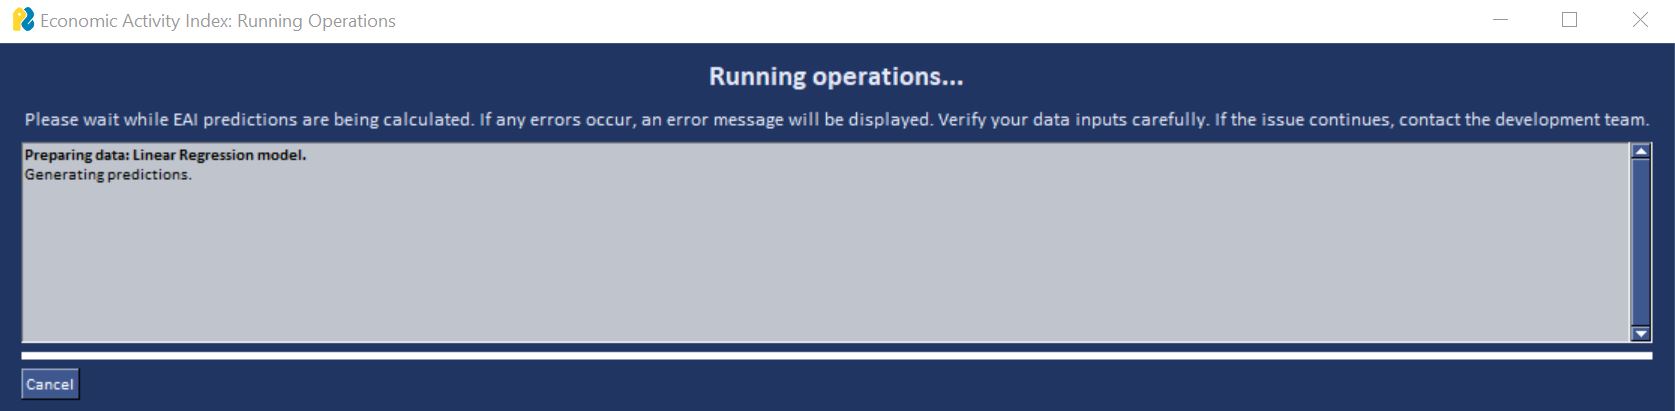 Economic Activity Index: Running Operations
Running operations...
Please wait while EAI predictions are being calculated. If any errors occur, an error message will be displayed. Verify your data inputs carefully. If the issue continues, contact the development team.
Preparing data: Linear Regression model.
Generating predictions.
Cancel